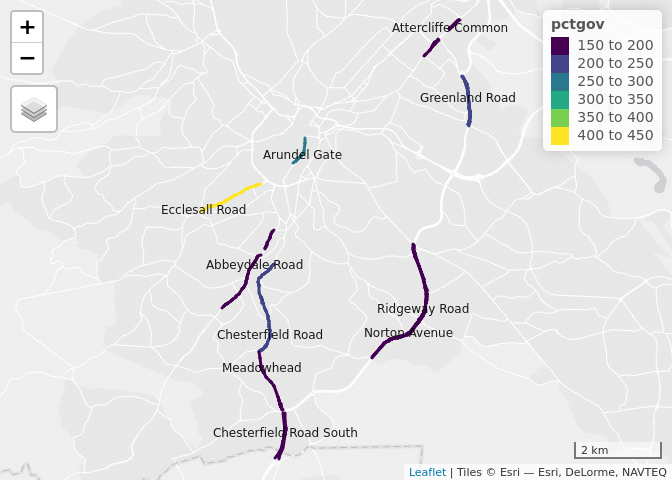 +
−
pctgov
150 to 200
200 to 250
250 to 300
300 to 350
350 to 400
400 to 450
Attercliffe Common
Greenland Road
Arundel Gate
Ecclesall Road
Abbeydale Road
Ridgeway Road
Norton Avenue
Chesterfield Road
Meadowhead
Chesterfield Road South
2 km
Leaflet | Tiles © Esri — Esri, DeLorme, NAVTEQ